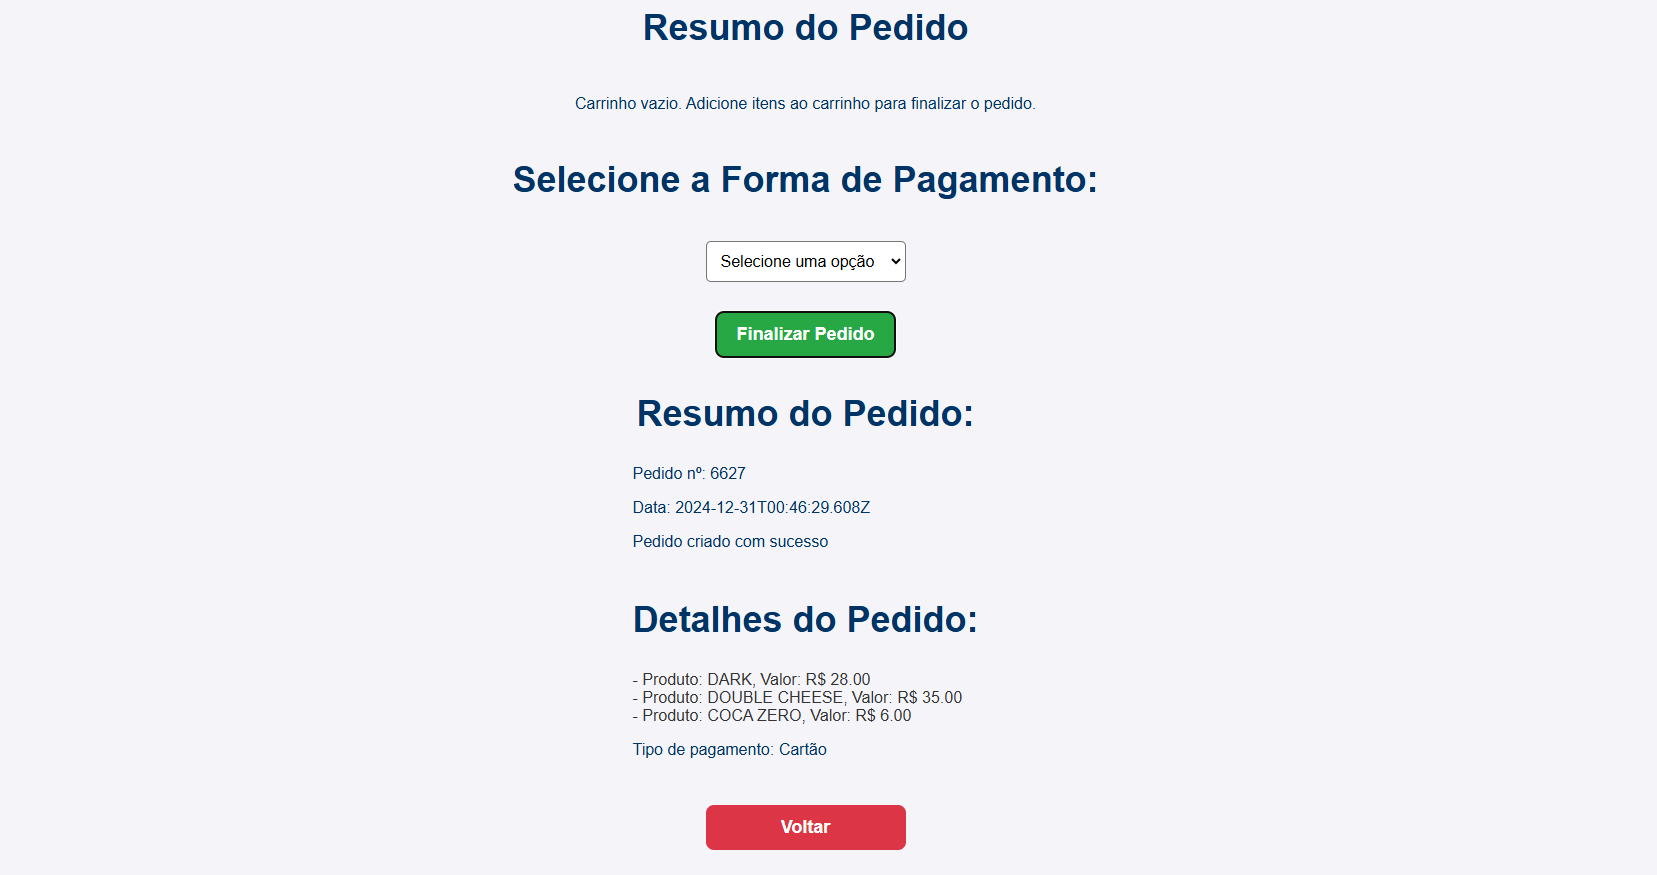 Resumo do Pedido
Carrinho vazio. Adicione itens ao carrinho para finalizar o pedido.
Selecione a Forma de Pagamento:
Selecione uma opção
Finalizar Pedido
Resumo do Pedido:
Pedido nº: 6627
Data: 2024-12-31T00:46:29.608Z
Pedido criado com sucesso
Detalhes do Pedido:
- Produto: DARK, Valor: R$ 28.00
- Produto: DOUBLE CHEESE, Valor: R$ 35.00
- Produto: COCA ZERO, Valor: R$ 6.00
Tipo de pagamento: Cartão
Voltar